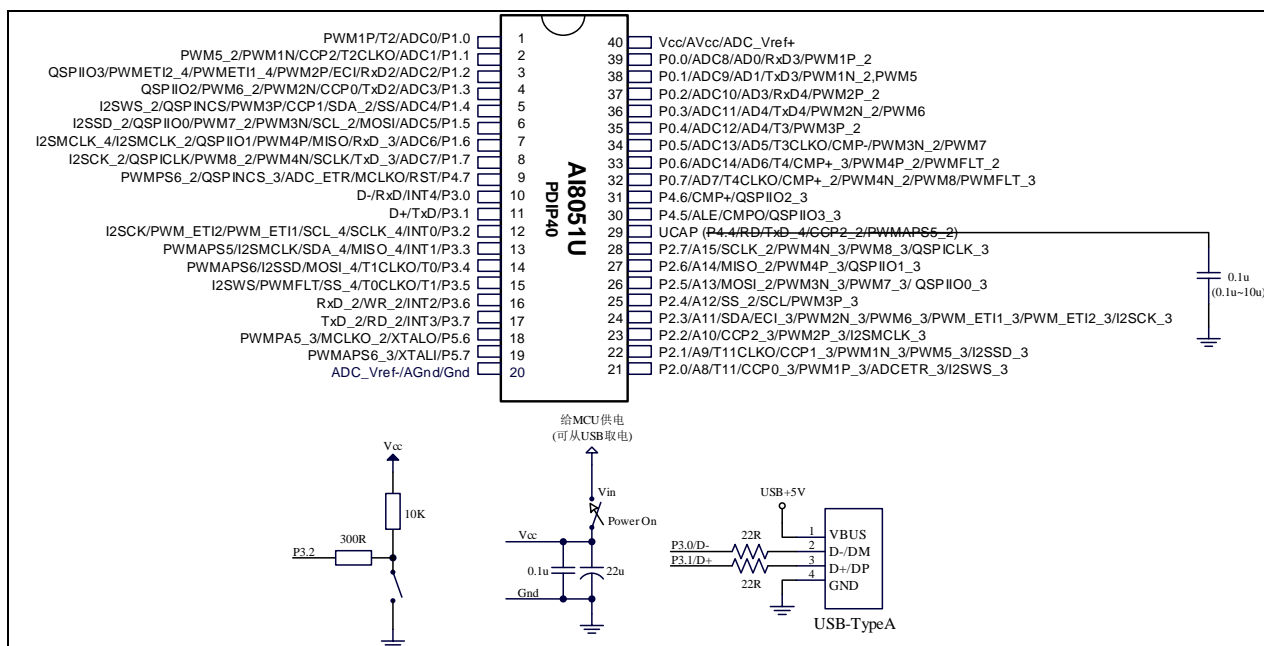 PWM1P/T2/ADC0/P1.0 1
PWM5_2/PWM1N/CCP2/T2CLKO/ADC1/P1.1 2
QSPIIO3/PWMETI2_4/PWMETI1_4/PWM2P/ECI/RxD2/ADC2/P1.2 3
QSPIIO2/PWM6_2/PWM2N/CCP0/TxD2/ADC3/P1.3 4
I2SWS_2/QSPINCS/PWM3P/CCP1/SDA_2/SS/ADC4/P1.4 5
I2SSD_2/QSPIIO0/PWM7_2/PWM3N/SCL_2/MOSI/ADC5/P1.5 6
I2SMCLK_4/I2SMCLK_2/QSPIIO1/PWM4P/MISO/RxD_3/ADC6/P1.6 7
I2SCK_2/QSPICLK/PWM8_2/PWM4N/SCLK/TxD_3/ADC7/P1.7 8
PWMPS6_2/QSPINCS_3/ADC_ETR/MCLKO/RST/P4.7 9
D-/RxD/INT4/P3.0 10
D+/TxD/P3.1 11
I2SCK/PWM_ETI2/PWM_ETI1/SCL_4/SCLK_4/INT0/P3.2 12
PWMAPS5/I2SMCLK/SDA_4/MISO_4/INT1/P3.3 13
PWMAPS6/I2SSD/MOSI_4/T1CLKO/T0/P3.4 14
I2SWS/PWMFLT/SS_4/T0CLKO/T1/P3.5 15
RxD_2/WR_2/INT2/P3.6 16
TxD_2/RD_2/INT3/P3.7 17
PWMPA5_3/MCLKO_2/XTALO/P5.6 18
PWMAPS6_3/XTALI/P5.7 19
ADC_Vref-/AGnd/Gnd 20
AI8051U
PDIP40
40 Vcc/AVcc/ADC_Vref+
39 P0.0/ADC8/AD0/RxD3/PWM1P_2
38 P0.1/ADC9/AD1/TxD3/PWM1N_2,PWM5
37 P0.2/ADC10/AD3/RxD4/PWM2P_2
36 P0.3/ADC11/AD4/TxD4/PWM2N_2/PWM6
35 P0.4/ADC12/AD4/T3/PWM3P_2
34 P0.5/ADC13/AD5/T3CLKO/CMP-/PWM3N_2/PWM7
33 P0.6/ADC14/AD6/T4/CMP+_3/PWM4P_2/PWMFLT_2
32 P0.7/AD7/T4CLKO/CMP+_2/PWM4N_2/PWM8/PWMFLT_3
31 P4.6/CMP+/QSPIIO2_3
30 P4.5/ALE/CMPO/QSPIIO3_3
29 UCAP (P4.4/RD/TxD_4/CCP2_2/PWMAPS5_2)
28 P2.7/A15/SCLK_2/PWM4N_3/PWM8_3/QSPICLK_3
27 P2.6/A14/MISO_2/PWM4P_3/QSPIIO1_3
26 P2.5/A13/MOSI_2/PWM3N_3/PWM7_3/ QSPIIO0_3
25 P2.4/A12/SS_2/SCL/PWM3P_3
24 P2.3/A11/SDA/ECI_3/PWM2N_3/PWM6_3/PWM_ETI1_3/PWM_ETI2_3/I2SCK_3
23 P2.2/A10/CCP2_3/PWM2P_3/I2SMCLK_3
22 P2.1/A9/T11CLKO/CCP1_3/PWM1N_3/PWM5_3/I2SSD_3
21 P2.0/A8/T11/CCP0_3/PWM1P_3/ADCETR_3/I2SWS_3
0.1u
(0.1u~10u)
Vcc
10K
300R
P3.2
给MCU供电
(可从USB取电)
Vin
Power On
Vcc
0.1u
22u
Gnd
USB+5V
22R
P3.0/D-
P3.1/D+
22R
1 VBUS
2 D-/DM
3 D+/DP
4 GND
USB-TypeA